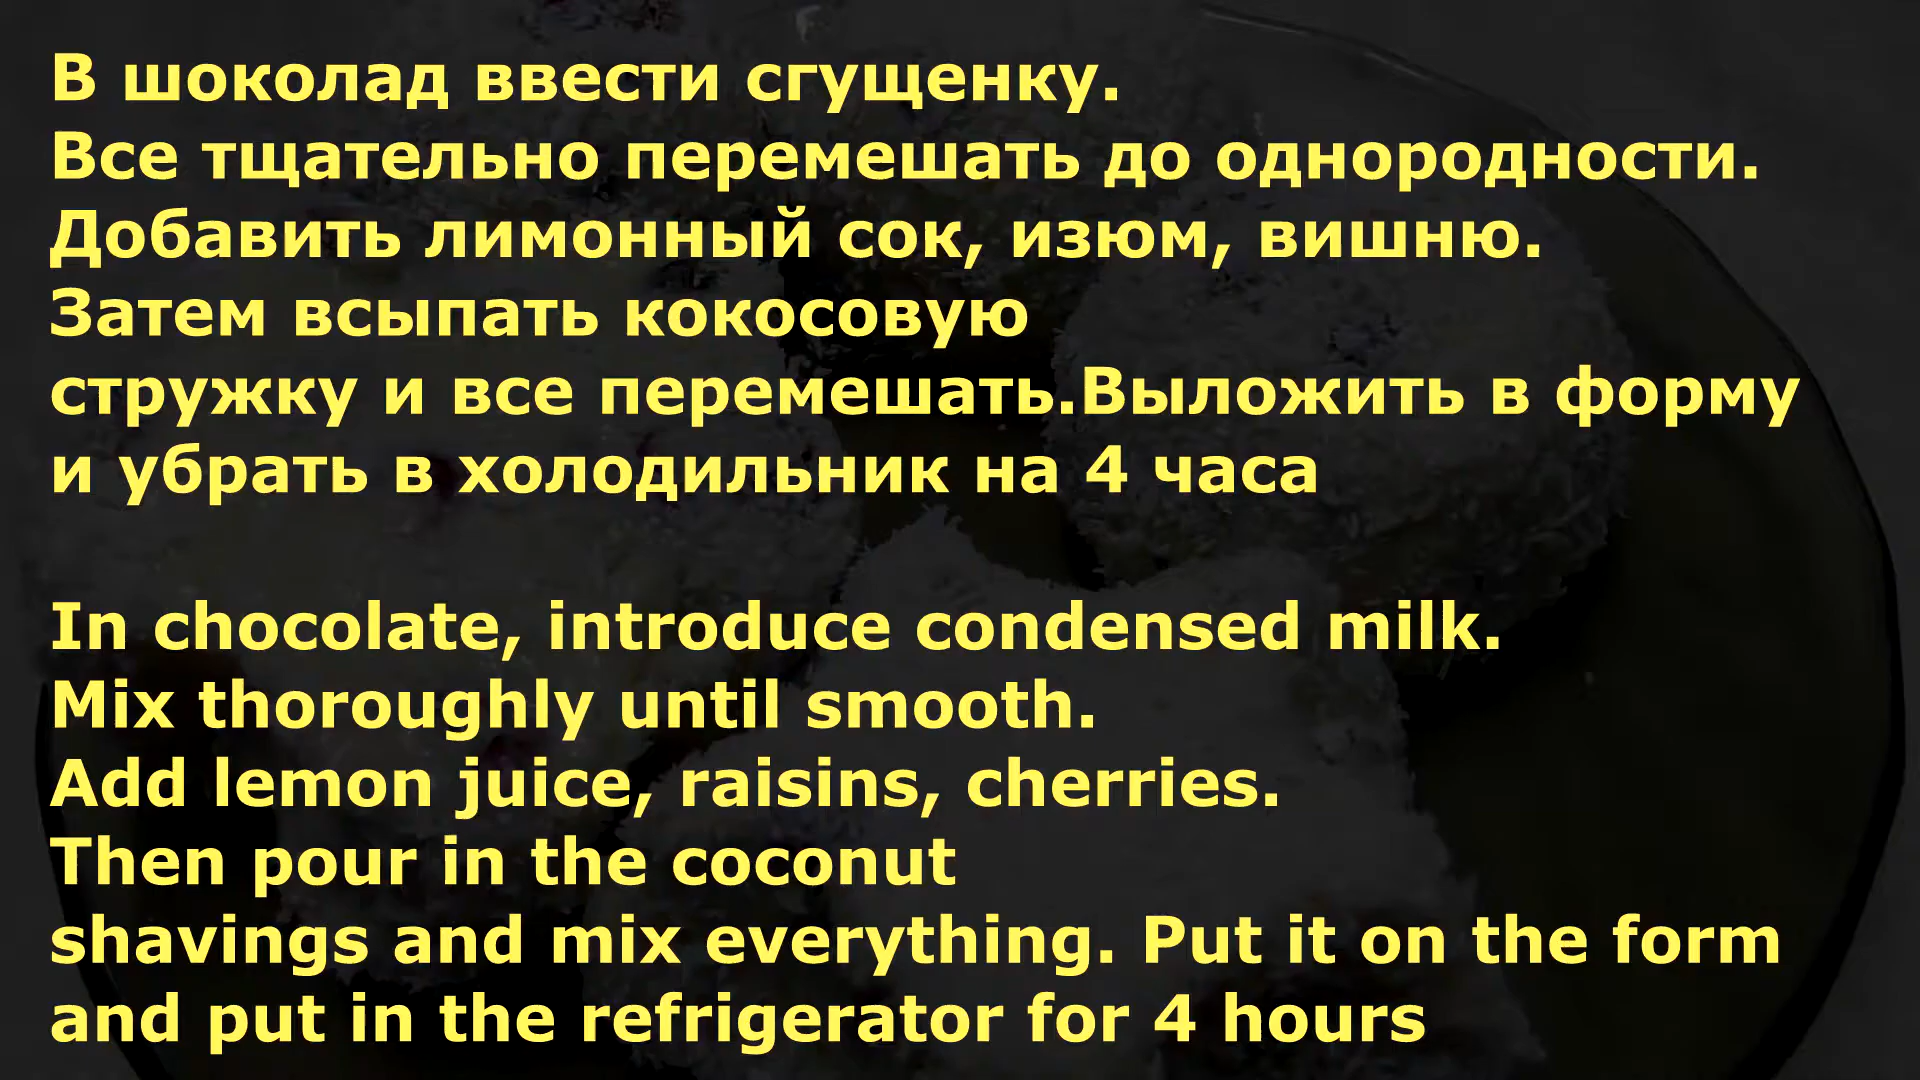 В шоколад ввести сгущенку.
Все тщательно перемешать до однородности.
Добавить лимонный сок, изюм, вишню.
Затем всыпать кокосовую
стружку и все перемешать.Выложить в форму
и убрать в холодильник на 4 часа
In chocolate, introduce condensed milk.
Mix thoroughly until smooth.
Add lemon juice, raisins, cherries.
Then pour in the coconut
shavings and mix everything. Put it on the form
and put in the refrigerator for 4 hours